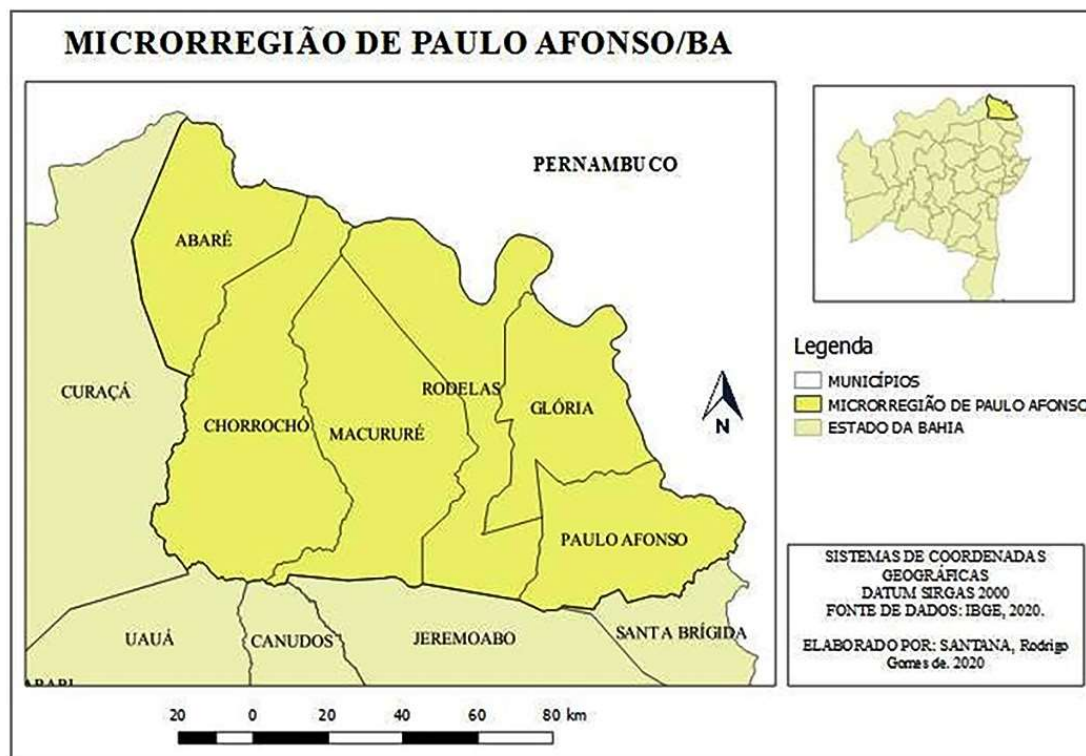 MICRORREGIÃO DE PAULO AFONSO/BA
PERNAMBUCO
ABARÉ
CURAÇÁ
CHORROCHÓ
MACURURÉ
RODELAS
GLÓRIA
PAULO AFONSO
UAUÁ
CANUDOS
JEREMOABO
SANTA BRÍGIDA
N
20 0 20 40 60 80 km
Legenda
MUNICÍPIOS
MICRORREGIÃO DE PAULO AFONSO
ESTADO DA BAHIA
SISTEMAS DE COORDENADAS
GEOGRÁFICAS
DATUM SIRGAS 2000
FONTE DE DADOS: IBGE, 2020.
ELABORADO POR: SANTANA, Rodrigo
Gomes de. 2020